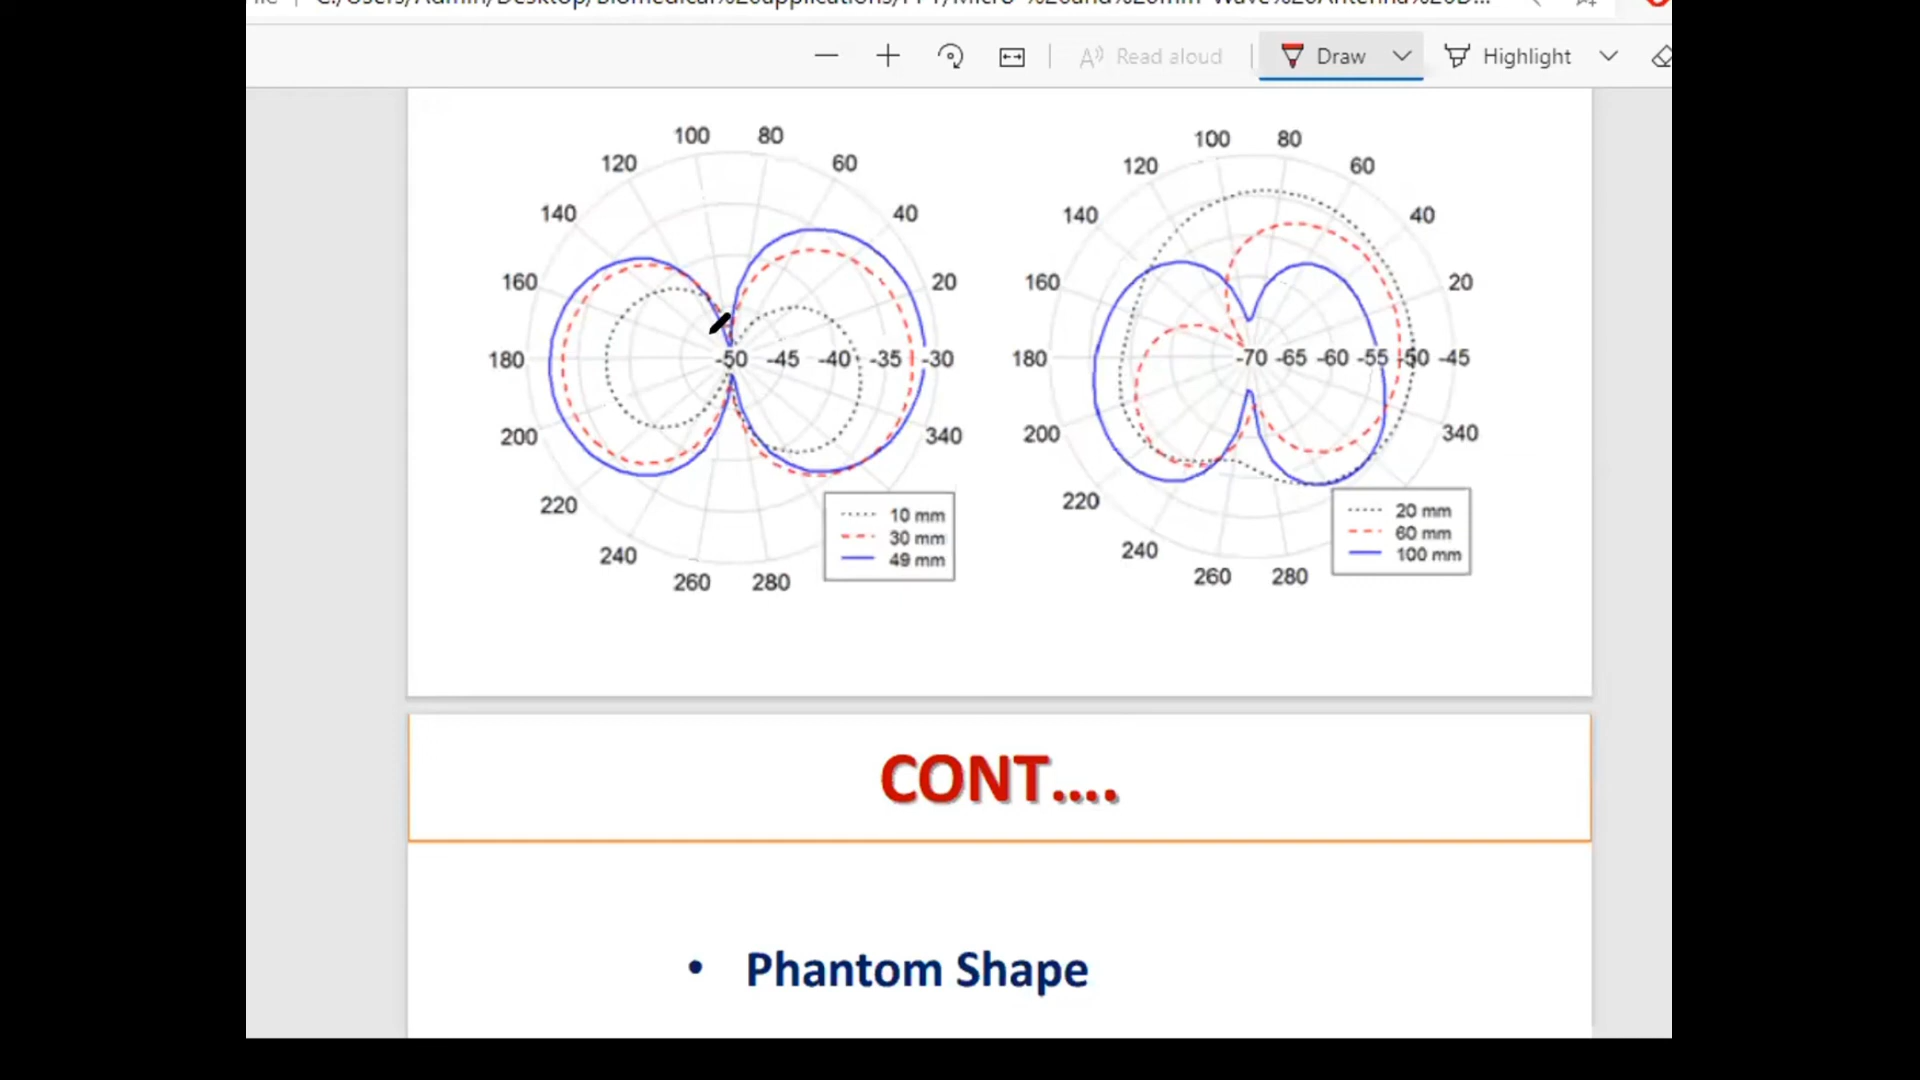 Read aloud
Draw
Highlight
100 80
120 60
140 40
160 20
180 -50 -45 -40 -35 -30
200 340
220
240
260 280
10 mm
30 mm
49 mm
100 80
120 60
140 40
160 20
180 -70 -65 -60 -55 -50 -45
200 340
220
240
260 280
20 mm
60 mm
100 mm
CONT....
• Phantom Shape